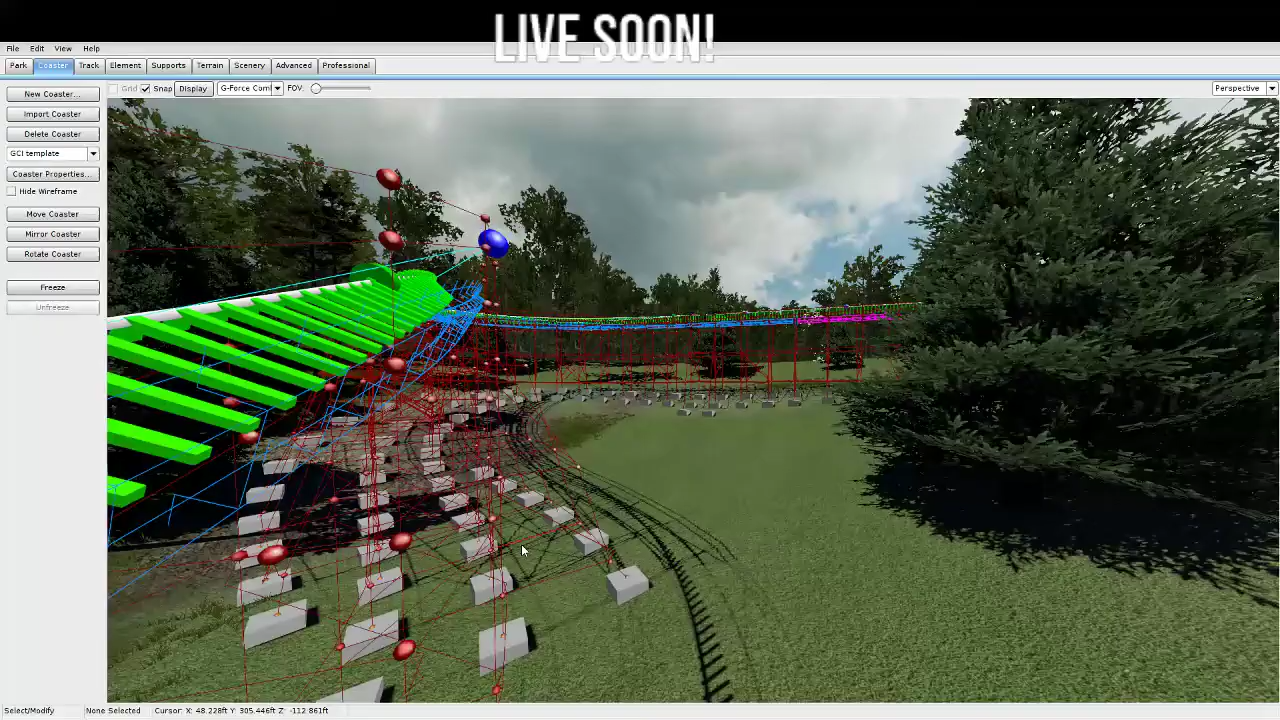 LIVE SOON!
File Edit View Help
Park Coaster Track Element Supports Terrain Scenery Advanced Professional
Grid Snap Display G-Force Com FOV: Perspective
New Coaster...
Import Coaster
Delete Coaster
GCI template
Coaster Properties...
Hide Wireframe
Move Coaster
Mirror Coaster
Rotate Coaster
Freeze
Unfreeze
Select/Modify None Selected Cursor: X: 48.228ft Y: 305.446ft Z: -112.861ft